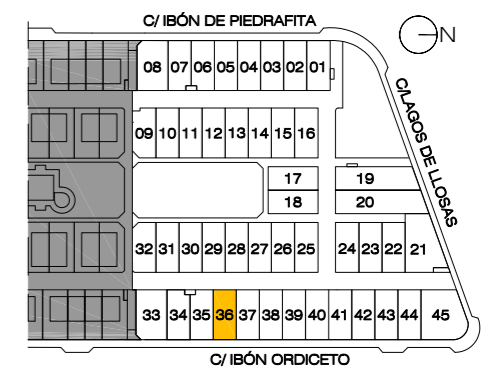 C/ IBÓN DE PIEDRAFITA
N
08 07 06 05 04 03 02 01
C/LAGOS DE LLOSAS
09 10 11 12 13 14 15 16
17 19
18 20
32 31 30 29 28 27 26 25 24 23 22 21
33 34 35 36 37 38 39 40 41 42 43 44 45
C/ IBÓN ORDICETO